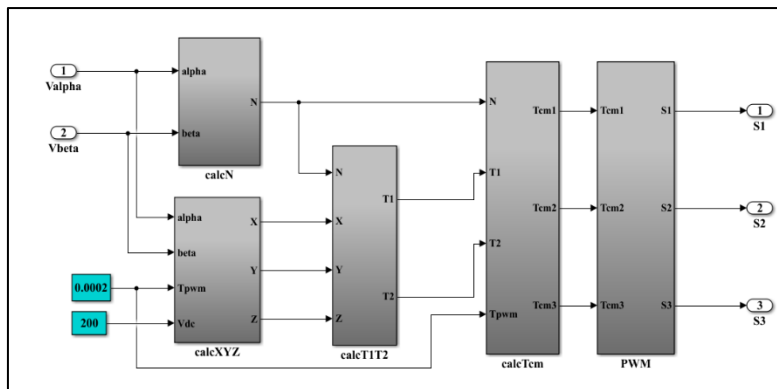 1
Valpha
2
Vbeta
alpha
beta
N
calcN
alpha
beta
Tpwm
Vdc
X
Y
Z
calcXYZ
0.0002
200
N
X
Y
Z
T1
T2
calcT1T2
N
T1
T2
Tpwm
Tcm1
Tcm2
Tcm3
calcTcm
Tcm1
Tcm2
Tcm3
S1
S2
S3
PWM
1
S1
2
S2
3
S3